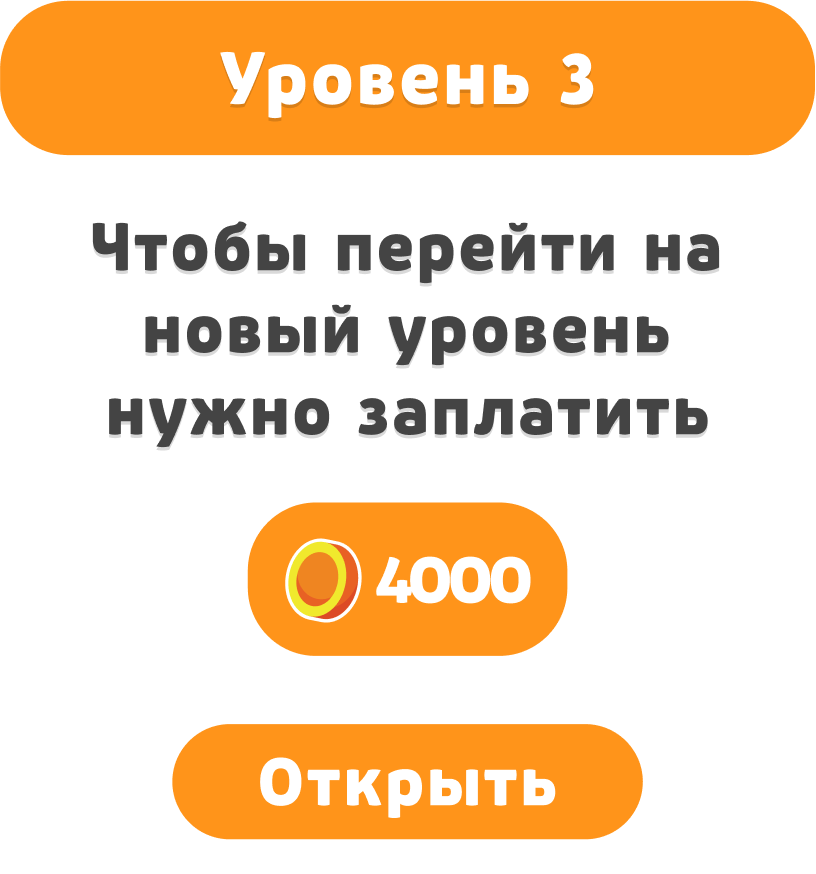 Уровень 3
Чтобы перейти на
новый уровень
нужно заплатить
4000
Открыть